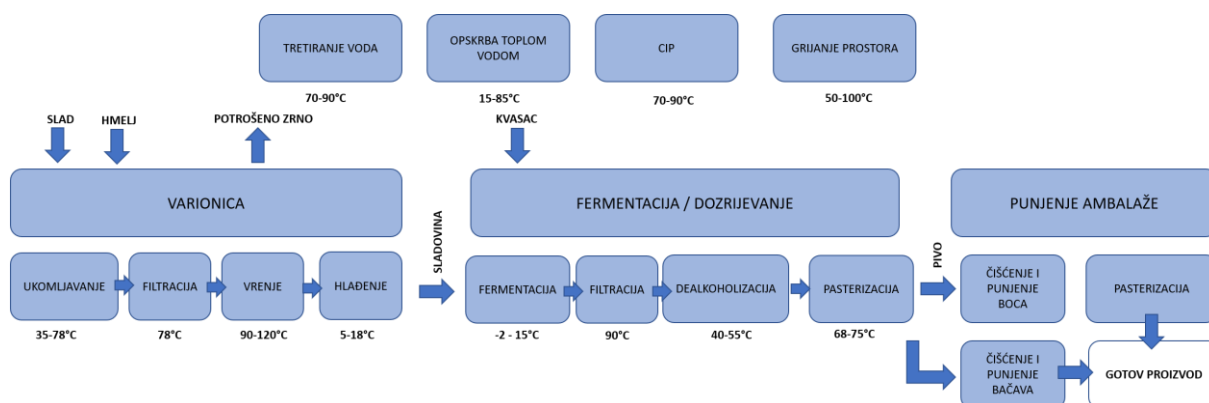 TRETIRANJE VODA
OPSKRBA TOPLOM
VODOM
CIP
GRIJANJE PROSTORA
70-90°C
15-85°C
70-90°C
50-100°C
SLAD
HMELJ
POTROŠENO ZRNO
KVASAC
VARIONICA
FERMENTACIJA / DOZRIJEVANJE
PUNJENJE AMBALAŽE
SLADOVINA
PIVO
UKOMLJAVANJE
FILTRACIJA
VRENJE
HLAĐENJE
FERMENTACIJA
FILTRACIJA
DEALKOHOLIZACIJA
PASTERIZACIJA
ČIŠĆENJE I
PUNJENJE
BOCA
PASTERIZACIJA
35-78°C
78°C
90-120°C
5-18°C
-2 - 15°C
90°C
40-55°C
68-75°C
ČIŠĆENJE I
PUNJENJE
BAČAVA
GOTOV PROIZVOD